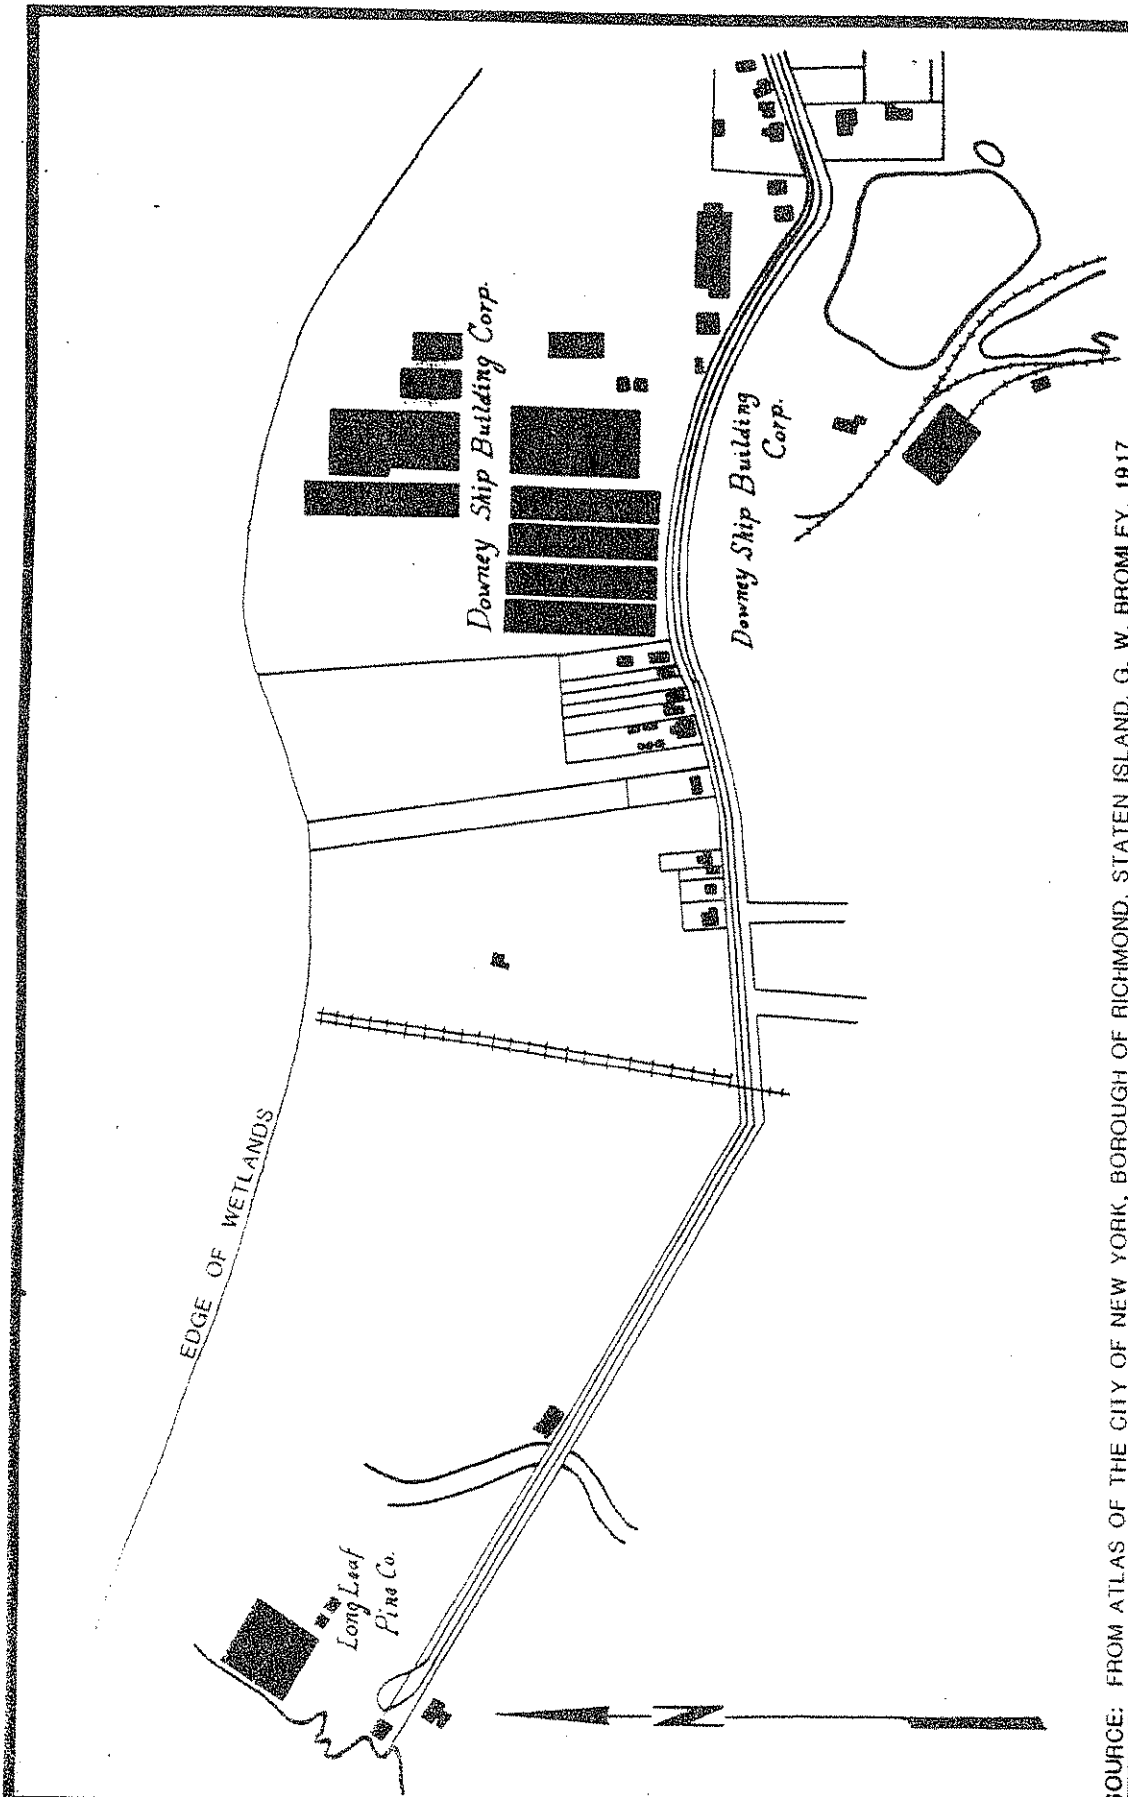 EDGE OF WETLANDS
Long Leaf
Pine Co.
Downey Ship Building Corp.
Downey Ship Building
Corp.
N
SOURCE: FROM ATLAS OF THE CITY OF NEW YORK, BOROUGH OF RICHMOND, STATEN ISLAND, G. W. BROMLEY, 1917